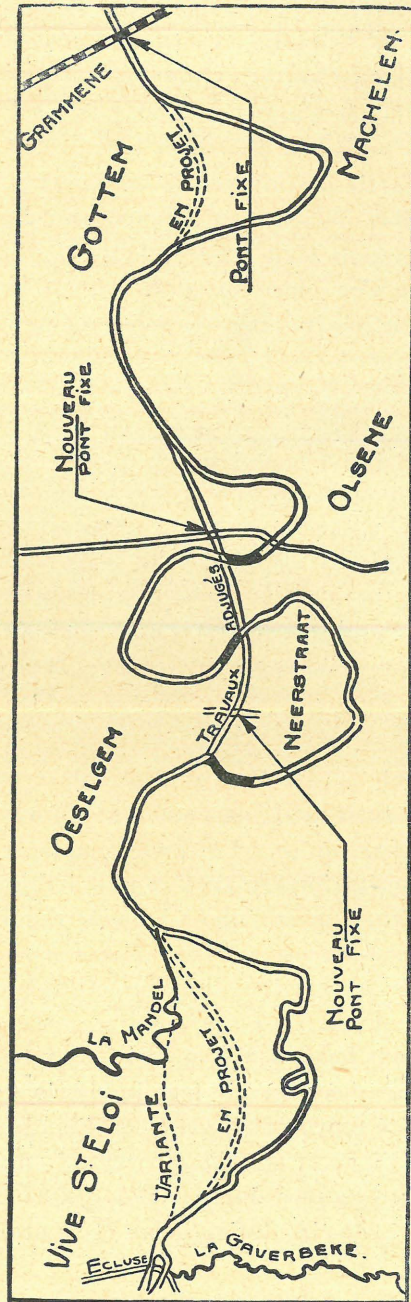 VIVE ST ELOI
ECLUSE
LA GAVERBEKE.
VARIANTE
EN PROJET
LA MANDEL
OESELGEM
NOUVEAU
PONT FIXE
TRAVAUX ADJUGÉS
NEERSTRAAT
NOUVEAU
PONT FIXE
OLSENE
GOTTEM
EN PROJET
PONT FIXE
GRAMMENE
MACHELEN.